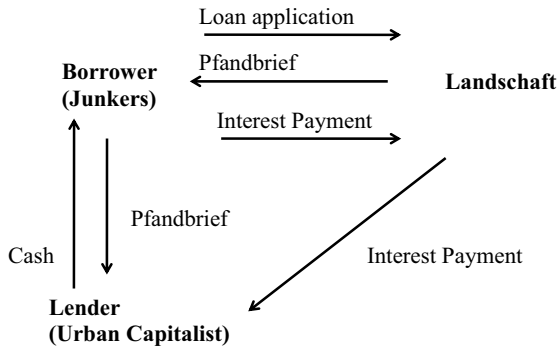 Loan application
Pfandbrief
Borrower
(Junkers)
Landschaft
Interest Payment
Pfandbrief
Cash
Interest Payment
Lender
(Urban Capitalist)